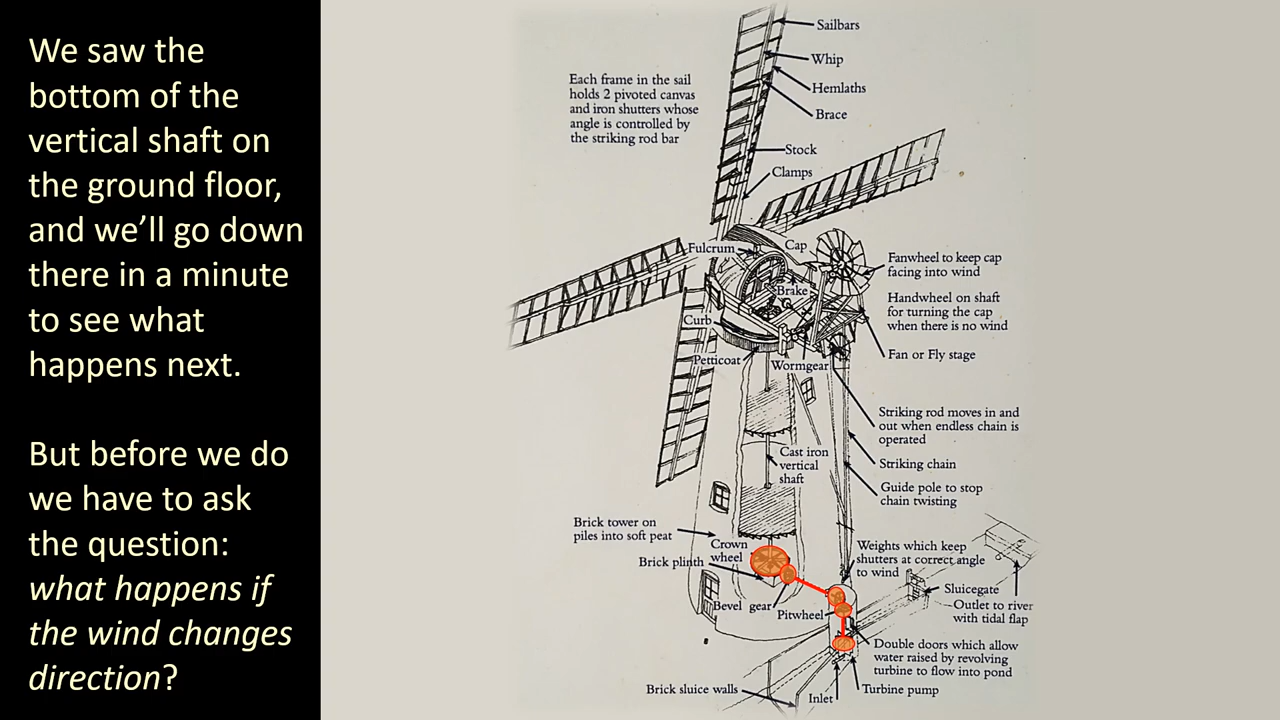 We saw the
bottom of the
vertical shaft on
the ground floor,
and we’ll go down
there in a minute
to see what
happens next.
But before we do
we have to ask
the question:
what happens if
the wind changes
direction?
Sailbars
Whip
Each frame in the sail
holds 2 pivoted canvas
and iron shutters whose
angle is controlled by
the striking rod bar
Hemlaths
Brace
Stock
Clamps
Fulcrum
Cap
Fanwheel to keep cap
facing into wind
Brake
Handwheel on shaft
for turning the cap
when there is no wind
Curb
Fan or Fly stage
Petticoat
Wormgear
Striking rod moves in and
out when endless chain is
operated
Cast iron
vertical
shaft
Striking chain
Guide pole to stop
chain twisting
Brick tower on
piles into soft peat
Crown
wheel
Brick plinth
Weights which keep
shutters at correct angle
to wind
Sluicegate
Bevel gear
Pitwheel
Outlet to river
with tidal flap
Double doors which allow
water raised by revolving
turbine to flow into pond
Brick sluice walls
Inlet
Turbine pump